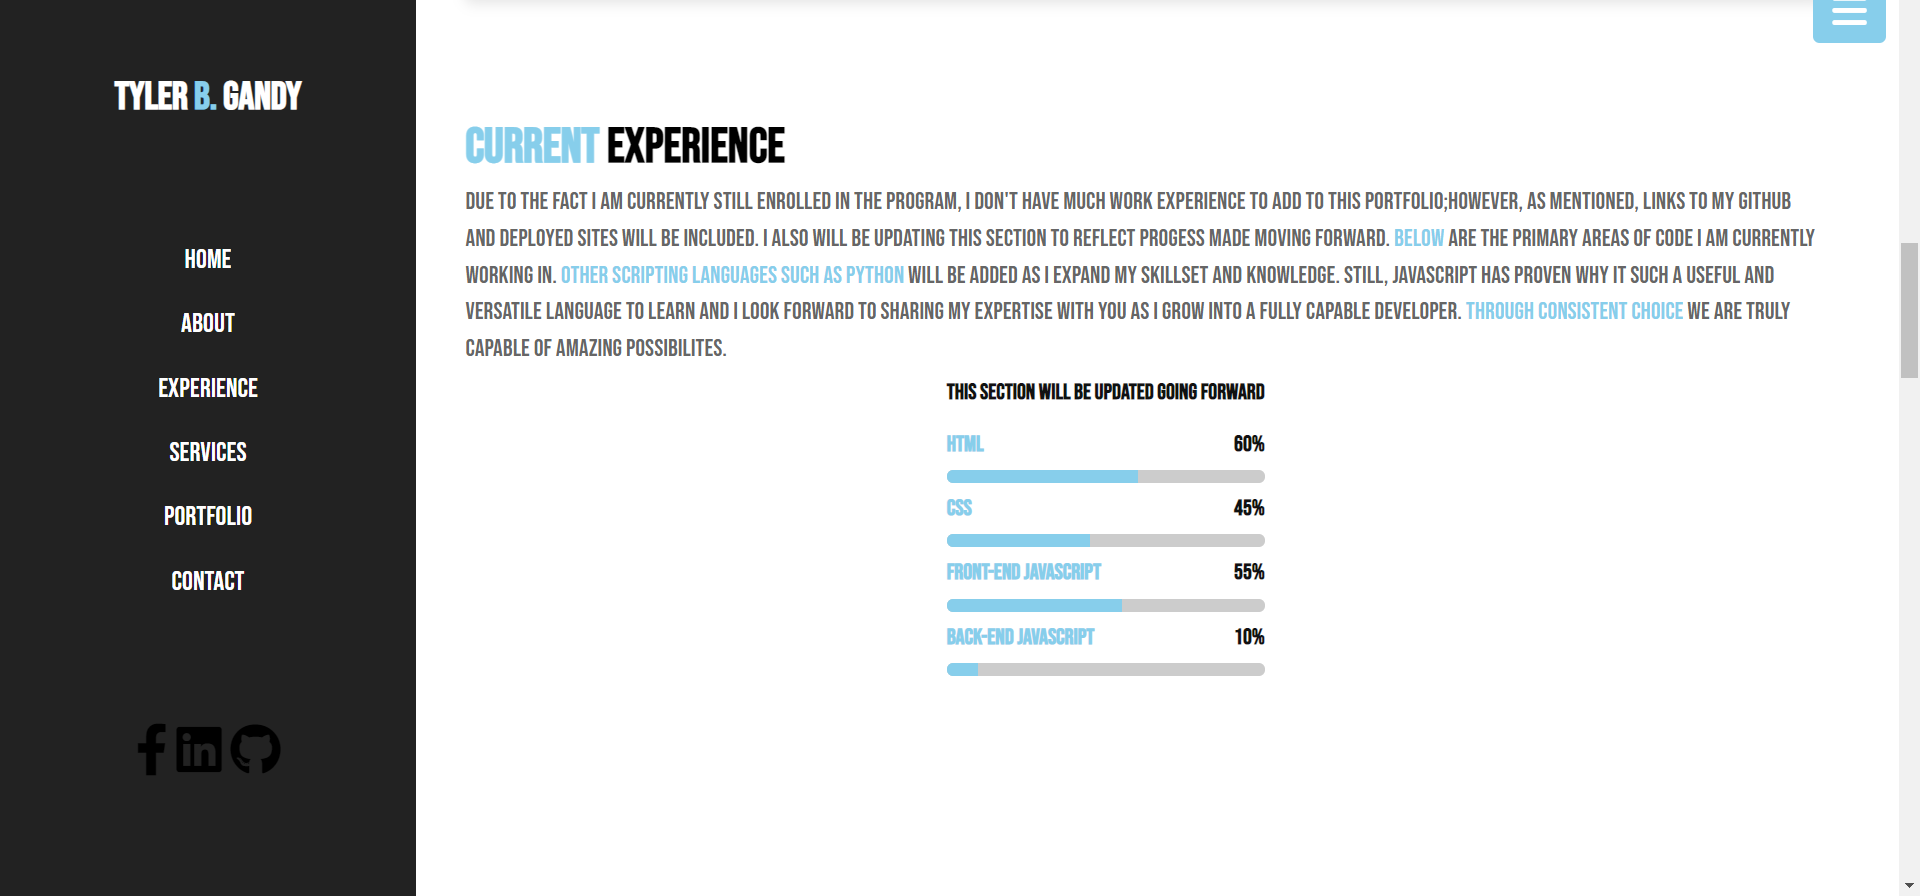 TYLER B. GANDY
HOME
ABOUT
EXPERIENCE
SERVICES
PORTFOLIO
CONTACT
CURRENT EXPERIENCE
DUE TO THE FACT I AM CURRENTLY STILL ENROLLED IN THE PROGRAM, I DON'T HAVE MUCH WORK EXPERIENCE TO ADD TO THIS PORTFOLIO;HOWEVER, AS MENTIONED, LINKS TO MY GITHUB
AND DEPLOYED SITES WILL BE INCLUDED. I ALSO WILL BE UPDATING THIS SECTION TO REFLECT PROGESS MADE MOVING FORWARD. BELOW ARE THE PRIMARY AREAS OF CODE I AM CURRENTLY
WORKING IN. OTHER SCRIPTING LANGUAGES SUCH AS PYTHON WILL BE ADDED AS I EXPAND MY SKILLSET AND KNOWLEDGE. STILL, JAVASCRIPT HAS PROVEN WHY IT SUCH A USEFUL AND
VERSATILE LANGUAGE TO LEARN AND I LOOK FORWARD TO SHARING MY EXPERTISE WITH YOU AS I GROW INTO A FULLY CAPABLE DEVELOPER. THROUGH CONSISTENT CHOICE WE ARE TRULY
CAPABLE OF AMAZING POSSIBILITES.
THIS SECTION WILL BE UPDATED GOING FORWARD
HTML 60%
CSS 45%
FRONT-END JAVASCRIPT 55%
BACK-END JAVASCRIPT 10%